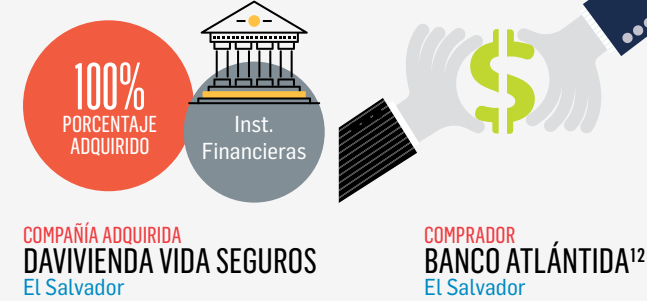 100%
PORCENTAJE
ADQUIRIDO
Inst.
Financieras
$
COMPAÑÍA ADQUIRIDA
DAVIVIENDA VIDA SEGUROS
El Salvador
COMPRADOR
BANCO ATLÁNTIDA¹²
El Salvador